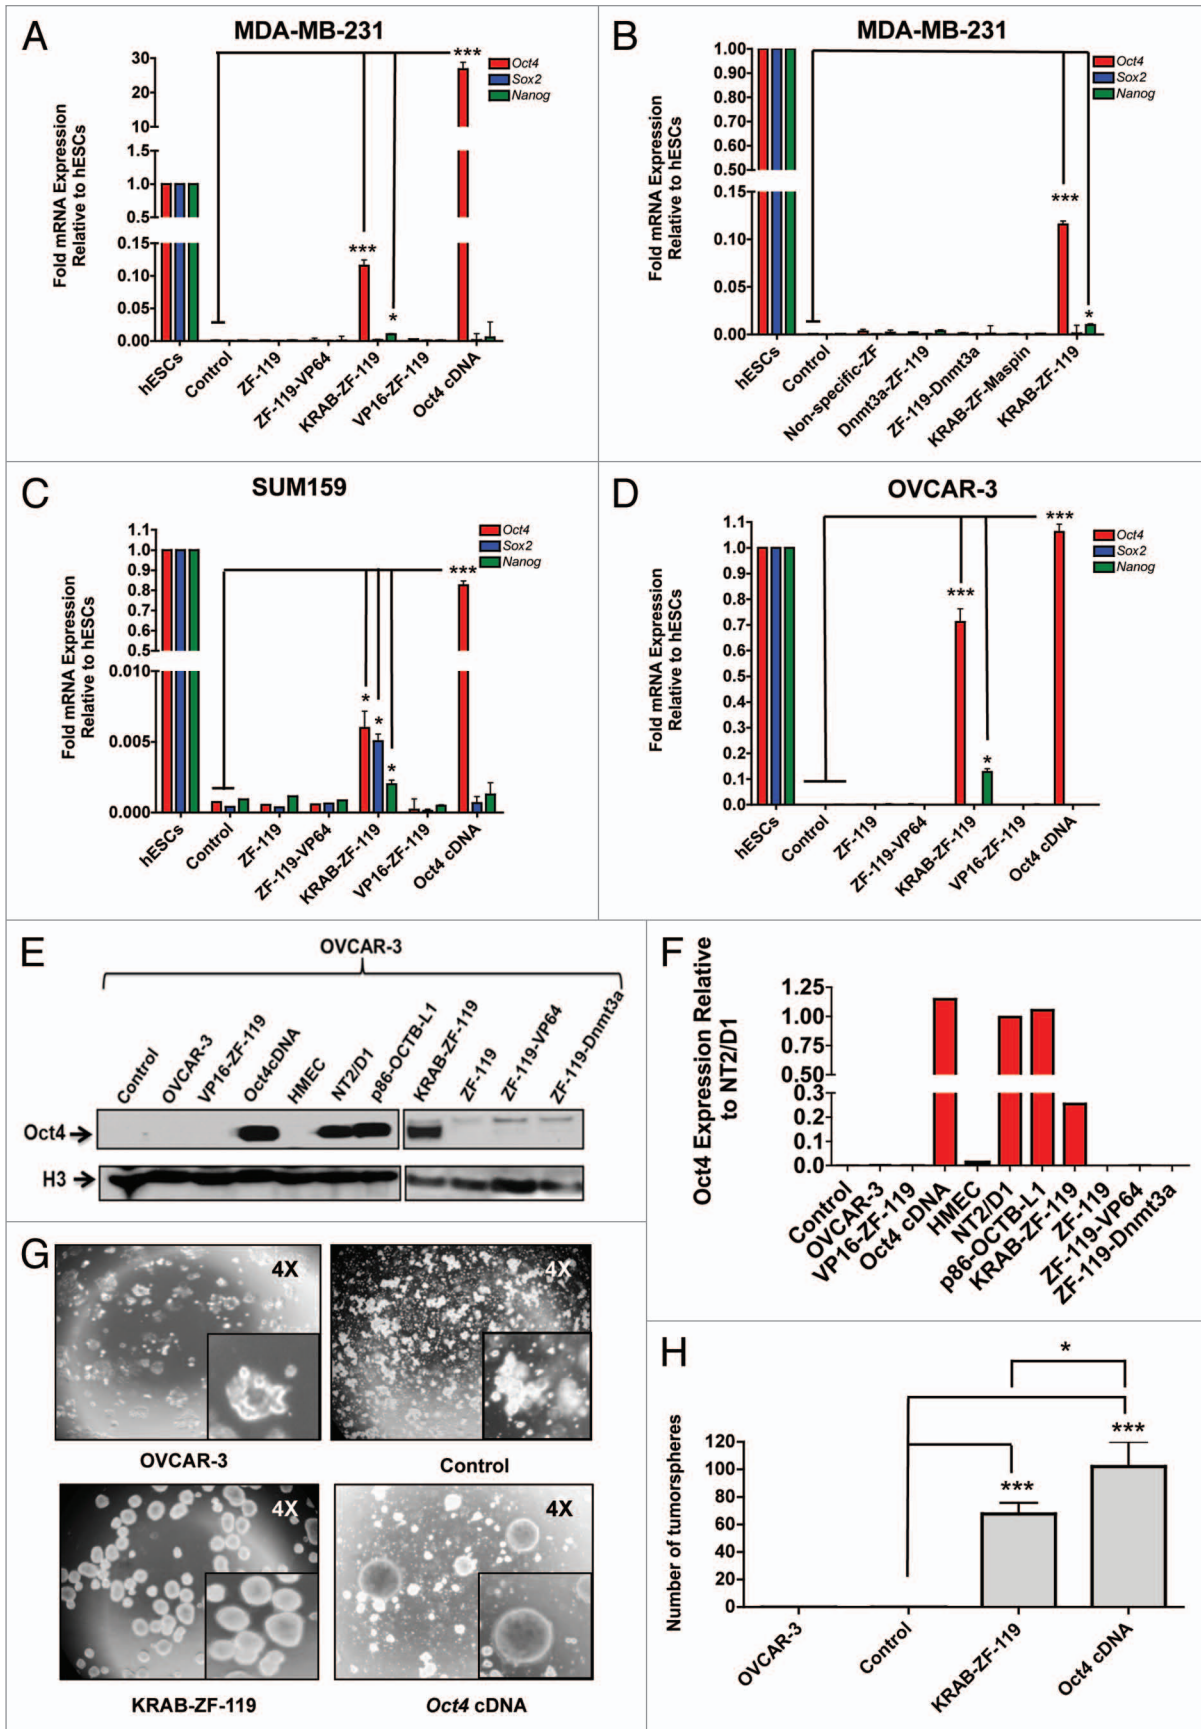 A
MDA-MB-231
Fold mRNA Expression
Relative to hESCs
30
20
10
1.5
1.0
0.5
0.15
0.10
0.05
0.00
***
*
***
Oct4
Sox2
Nanog
hESCs
Control
ZF-119
ZF-119-VP64
KRAB-ZF-119
VP16-ZF-119
Oct4 cDNA
B
MDA-MB-231
Fold mRNA Expression
Relative to hESCs
1.00
0.90
0.80
0.70
0.60
0.50
0.15
0.10
0.05
0.00
***
*
Oct4
Sox2
Nanog
hESCs
Control
Non-specific-ZF
Dnmt3a-ZF-119
ZF-119-Dnmt3a
KRAB-ZF-Maspin
KRAB-ZF-119
C
SUM159
Fold mRNA Expression
Relative to hESCs
1.1
1.0
0.9
0.8
0.7
0.6
0.5
0.010
0.005
0.000
*
*
*
***
Oct4
Sox2
Nanog
hESCs
Control
ZF-119
ZF-119-VP64
KRAB-ZF-119
VP16-ZF-119
Oct4 cDNA
D
OVCAR-3
Fold mRNA Expression
Relative to hESCs
1.1
1.0
0.9
0.8
0.7
0.6
0.5
0.4
0.3
0.2
0.1
0.0
***
*
***
Oct4
Sox2
Nanog
hESCs
Control
ZF-119
ZF-119-VP64
KRAB-ZF-119
VP16-ZF-119
Oct4 cDNA
E
OVCAR-3
Control
OVCAR-3
VP16-ZF-119
Oct4cDNA
HMEC
NT2/D1
p86-OCTB-L1
KRAB-ZF-119
ZF-119
ZF-119-VP64
ZF-119-Dnmt3a
Oct4
H3
F
Oct4 Expression Relative
to NT2/D1
1.25
1.00
0.75
0.50
0.3
0.2
0.1
0.0
Control
OVCAR-3
VP16-ZF-119
Oct4 cDNA
HMEC
NT2/D1
p86-OCTB-L1
KRAB-ZF-119
ZF-119
ZF-119-VP64
ZF-119-Dnmt3a
G
4X
4X
OVCAR-3
Control
4X
4X
KRAB-ZF-119
Oct4 cDNA
H
Number of tumorspheres
120
100
80
60
40
20
0
*
***
***
OVCAR-3
Control
KRAB-ZF-119
Oct4 cDNA